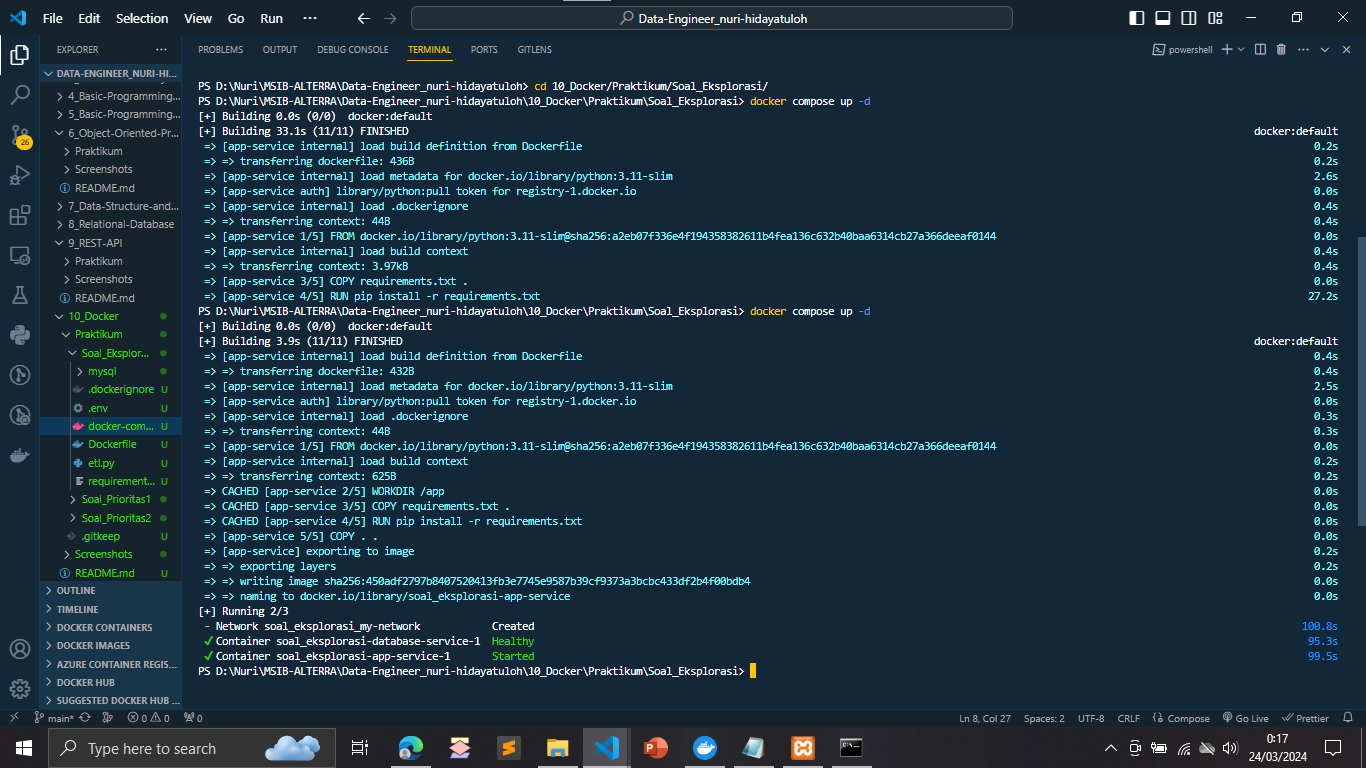 File Edit Selection View Go Run ··· Data-Engineer_nuri-hidayatuloh
EXPLORER ···
DATA-ENGINEER_NURI-HI...
4_Basic-Programming...
5_Basic-Programming...
6_Object-Oriented-Pr...
Praktikum
Screenshots
README.md
7_Data-Structure-and...
8_Relational-Database
9_REST-API
Praktikum
Screenshots
README.md
10_Docker
Praktikum
Soal_Eksplor...
mysql
.dockerignore U
.env U
docker-com... U
Dockerfile U
etl.py U
requirement... U
Soal_Prioritas1
Soal_Prioritas2
.gitkeep U
Screenshots
README.md U
OUTLINE
TIMELINE
DOCKER CONTAINERS
DOCKER IMAGES
AZURE CONTAINER REGIS...
DOCKER HUB
SUGGESTED DOCKER HUB ...
26
PROBLEMS OUTPUT DEBUG CONSOLE TERMINAL PORTS GITLENS powershell
PS D:\Nuri\MSIB-ALTERRA\Data-Engineer_nuri-hidayatuloh> cd 10_Docker/Praktikum/Soal_Eksplorasi/
PS D:\Nuri\MSIB-ALTERRA\Data-Engineer_nuri-hidayatuloh\10_Docker\Praktikum\Soal_Eksplorasi> docker compose up -d
[+] Building 0.0s (0/0)  docker:default
[+] Building 33.1s (11/11) FINISHED docker:default
=> [app-service internal] load build definition from Dockerfile 0.2s
=> => transferring dockerfile: 436B 0.2s
=> [app-service internal] load metadata for docker.io/library/python:3.11-slim 2.6s
=> [app-service auth] library/python:pull token for registry-1.docker.io 0.0s
=> [app-service internal] load .dockerignore 0.4s
=> => transferring context: 44B 0.4s
=> [app-service 1/5] FROM docker.io/library/python:3.11-slim@sha256:a2eb07f336e4f194358382611b4fea136c632b40baa6314cb27a366deeaf0144 0.0s
=> [app-service internal] load build context 0.4s
=> => transferring context: 3.97kB 0.4s
=> [app-service 3/5] COPY requirements.txt . 0.0s
=> [app-service 4/5] RUN pip install -r requirements.txt 27.2s
PS D:\Nuri\MSIB-ALTERRA\Data-Engineer_nuri-hidayatuloh\10_Docker\Praktikum\Soal_Eksplorasi> docker compose up -d
[+] Building 0.0s (0/0)  docker:default
[+] Building 3.9s (11/11) FINISHED docker:default
=> [app-service internal] load build definition from Dockerfile 0.4s
=> => transferring dockerfile: 432B 0.4s
=> [app-service internal] load metadata for docker.io/library/python:3.11-slim 2.5s
=> [app-service auth] library/python:pull token for registry-1.docker.io 0.0s
=> [app-service internal] load .dockerignore 0.3s
=> => transferring context: 44B 0.3s
=> [app-service 1/5] FROM docker.io/library/python:3.11-slim@sha256:a2eb07f336e4f194358382611b4fea136c632b40baa6314cb27a366deeaf0144 0.0s
=> [app-service internal] load build context 0.2s
=> => transferring context: 625B 0.2s
=> CACHED [app-service 2/5] WORKDIR /app 0.0s
=> CACHED [app-service 3/5] COPY requirements.txt . 0.0s
=> CACHED [app-service 4/5] RUN pip install -r requirements.txt 0.0s
=> [app-service 5/5] COPY . . 0.0s
=> [app-service] exporting to image 0.2s
=> => exporting layers 0.2s
=> => writing image sha256:450adf2797b8407520413fb3e7745e9587b39cf9373a3bcbc433df2b4f00bdb4 0.0s
=> => naming to docker.io/library/soal_eksplorasi-app-service 0.0s
[+] Running 2/3
- Network soal_eksplorasi_my-network Created 100.8s
✔ Container soal_eksplorasi-database-service-1 Healthy 95.3s
✔ Container soal_eksplorasi-app-service-1 Started 99.5s
PS D:\Nuri\MSIB-ALTERRA\Data-Engineer_nuri-hidayatuloh\10_Docker\Praktikum\Soal_Eksplorasi>
main* 0 0 0 Ln 8, Col 27 Spaces: 2 UTF-8 CRLF Compose Go Live Prettier
Type here to search
0:17
24/03/2024